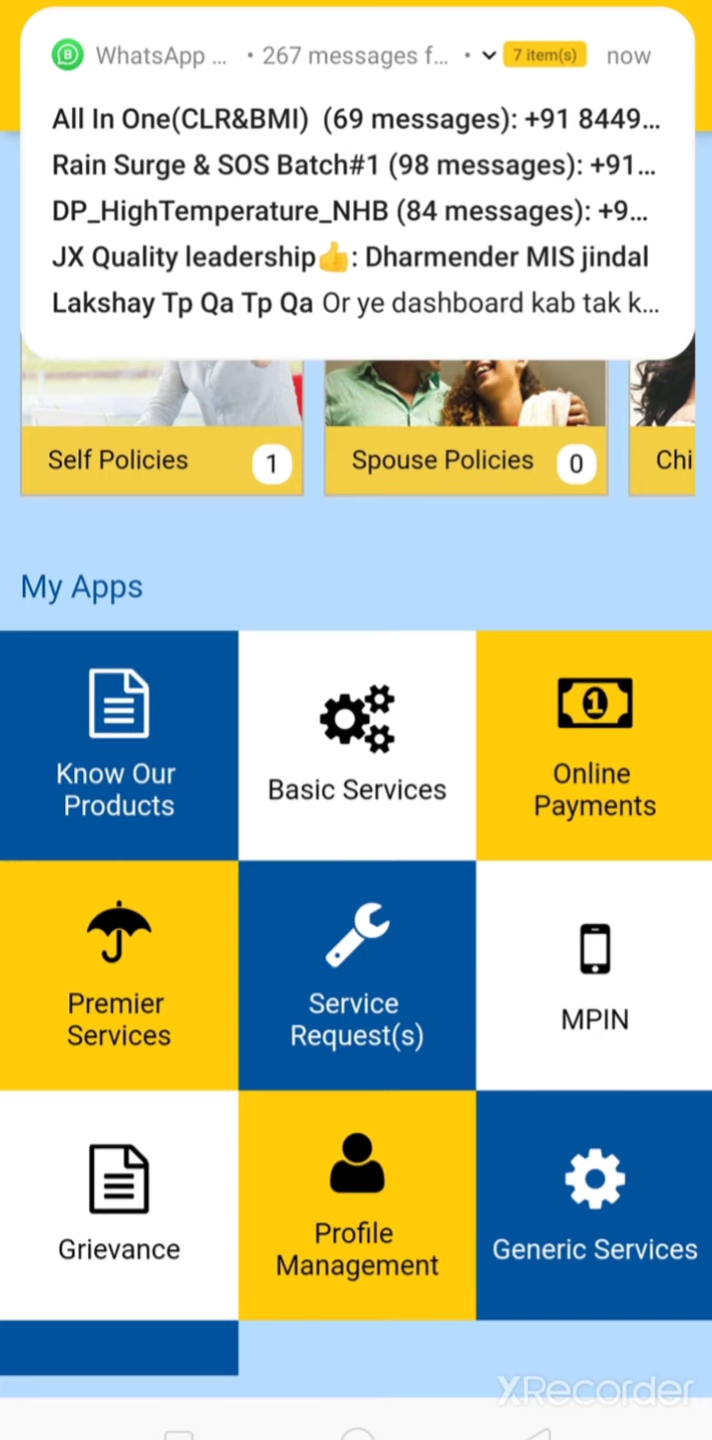 WhatsApp ... • 267 messages f... • 7 item(s) now
All In One(CLR&BMI) (69 messages): +91 8449...
Rain Surge & SOS Batch#1 (98 messages): +91...
DP_HighTemperature_NHB (84 messages): +9...
JX Quality leadership👍: Dharmender MIS jindal
Lakshay Tp Qa Tp Qa Or ye dashboard kab tak k...
Self Policies 1
Spouse Policies 0
Chi
My Apps
Know Our
Products
Basic Services
Online
Payments
Premier
Services
Service
Request(s)
MPIN
Grievance
Profile
Management
Generic Services
XRecorder